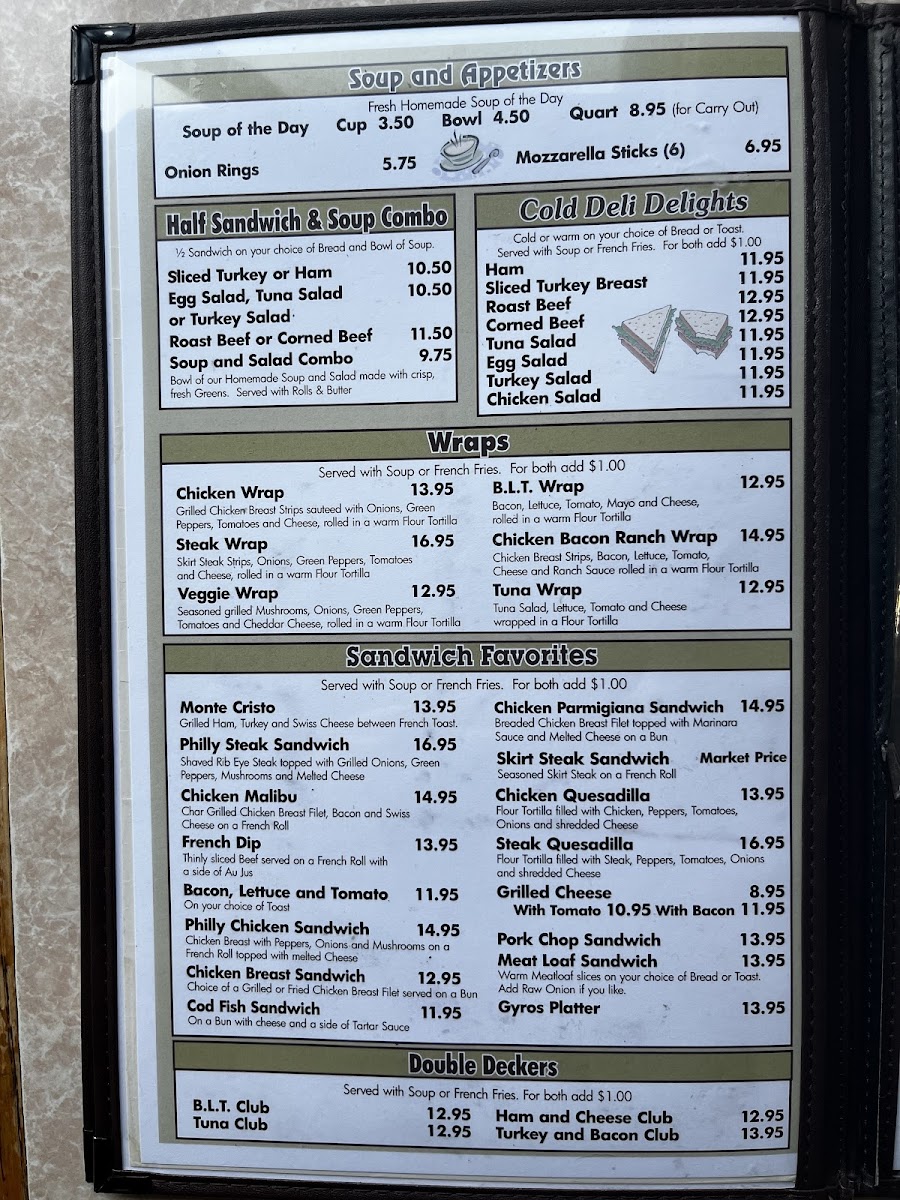 Soup and Appetizers
Fresh Homemade Soup of the Day
Soup of the Day Cup 3.50 Bowl 4.50 Quart 8.95 (for Carry Out)
Onion Rings 5.75 Mozzarella Sticks (6) 6.95
Half Sandwich & Soup Combo
½ Sandwich on your choice of Bread and Bowl of Soup.
Sliced Turkey or Ham 10.50
Egg Salad, Tuna Salad 10.50
or Turkey Salad
Roast Beef or Corned Beef 11.50
Soup and Salad Combo 9.75
Bowl of our Homemade Soup and Salad made with crisp,
fresh Greens. Served with Rolls & Butter
Cold Deli Delights
Cold or warm on your choice of Bread or Toast.
Served with Soup or French Fries. For both add $1.00
Ham 11.95
Sliced Turkey Breast 11.95
Roast Beef 12.95
Corned Beef 12.95
Tuna Salad 11.95
Egg Salad 11.95
Turkey Salad 11.95
Chicken Salad 11.95
Wraps
Served with Soup or French Fries. For both add $1.00
Chicken Wrap 13.95
Grilled Chicken Breast Strips sauteed with Onions, Green
Peppers, Tomatoes and Cheese, rolled in a warm Flour Tortilla
Steak Wrap 16.95
Skirt Steak Strips, Onions, Green Peppers, Tomatoes
and Cheese, rolled in a warm Flour Tortilla
Veggie Wrap 12.95
Seasoned grilled Mushrooms, Onions, Green Peppers,
Tomatoes and Cheddar Cheese, rolled in a warm Flour Tortilla
B.L.T. Wrap 12.95
Bacon, Lettuce, Tomato, Mayo and Cheese,
rolled in a warm Flour Tortilla
Chicken Bacon Ranch Wrap 14.95
Chicken Breast Strips, Bacon, Lettuce, Tomato,
Cheese and Ranch Sauce rolled in a warm Flour Tortilla
Tuna Wrap 12.95
Tuna Salad, Lettuce, Tomato and Cheese
wrapped in a Flour Tortilla
Sandwich Favorites
Served with Soup or French Fries. For both add $1.00
Monte Cristo 13.95
Grilled Ham, Turkey and Swiss Cheese between French Toast.
Philly Steak Sandwich 16.95
Shaved Rib Eye Steak topped with Grilled Onions, Green
Peppers, Mushrooms and Melted Cheese
Chicken Malibu 14.95
Char Grilled Chicken Breast Filet, Bacon and Swiss
Cheese on a French Roll
French Dip 13.95
Thinly sliced Beef served on a French Roll with
a side of Au Jus
Bacon, Lettuce and Tomato 11.95
On your choice of Toast
Philly Chicken Sandwich 14.95
Chicken Breast with Peppers, Onions and Mushrooms on a
French Roll topped with melted Cheese
Chicken Breast Sandwich 12.95
Choice of a Grilled or Fried Chicken Breast Filet served on a Bun
Cod Fish Sandwich 11.95
On a Bun with cheese and a side of Tartar Sauce
Chicken Parmigiana Sandwich 14.95
Breaded Chicken Breast Filet topped with Marinara
Sauce and Melted Cheese on a Bun
Skirt Steak Sandwich Market Price
Seasoned Skirt Steak on a French Roll
Chicken Quesadilla 13.95
Flour Tortilla filled with Chicken, Peppers, Tomatoes,
Onions and shredded Cheese
Steak Quesadilla 16.95
Flour Tortilla filled with Steak, Peppers, Tomatoes, Onions
and shredded Cheese
Grilled Cheese 8.95
With Tomato 10.95 With Bacon 11.95
Pork Chop Sandwich 13.95
Meat Loaf Sandwich 13.95
Warm Meatloaf slices on your choice of Bread or Toast.
Add Raw Onion if you like.
Gyros Platter 13.95
Double Deckers
Served with Soup or French Fries. For both add $1.00
B.L.T. Club 12.95
Tuna Club 12.95
Ham and Cheese Club 12.95
Turkey and Bacon Club 13.95